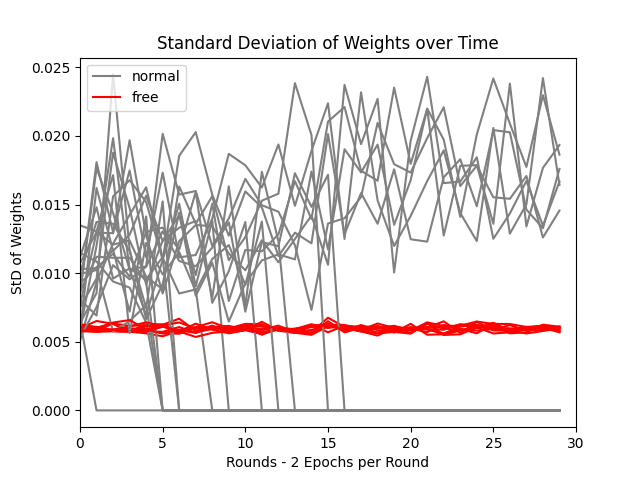 Standard Deviation of Weights over Time
normal
free
StD of Weights
0.025
0.020
0.015
0.010
0.005
0.000
0 5 10 15 20 25 30
Rounds - 2 Epochs per Round